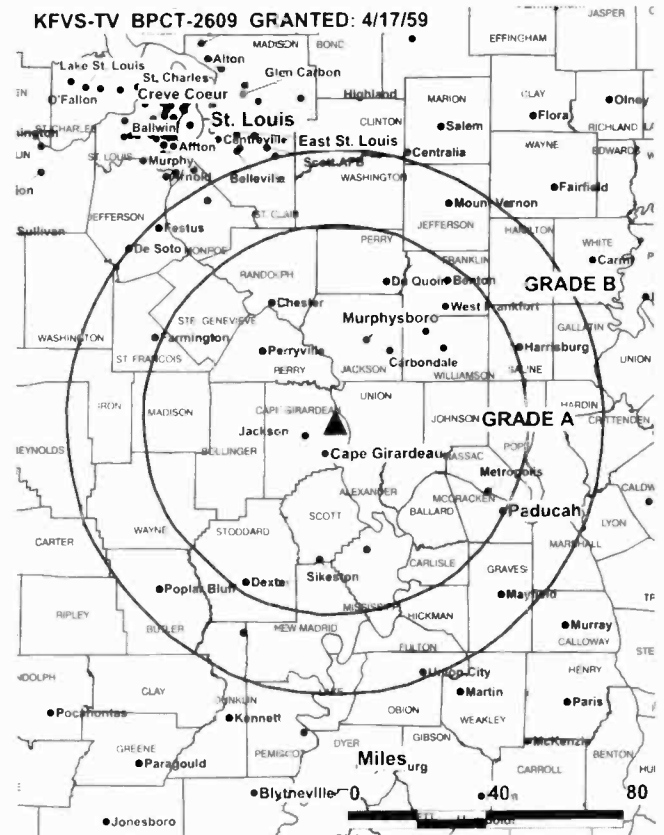 KFVS-TV BPCT-2609 GRANTED: 4/17/59
JASPER
EFFINGHAM
MADISON
BOND
Alton
Lake St. Louis
St. Charles
Glen Carbon
Creve Coeur
O'Fallon
Highland
MARION
CLAY
Olney
Flora
ST CHARLES
St. Louis
CLINTON
Salem
RICHLAND
Ballwin
Centreville
East St. Louis
WAYNE
EDWARDS
Affton
ST LOUIS
Murphy
Scott AFB
Centralia
Arnold
Belleville
WASHINGTON
Fairfield
Mount Vernon
JEFFERSON
ST. CLAIR
JEFFERSON
Sullivan
Festus
HAMILTON
WHITE
De Soto
MONROE
PERRY
FRANKLIN
Carmi
RANDOLPH
Du Quoin
Benton
GRADE B
Chester
West Frankfort
STE. GENEVIEVE
Murphysboro
GALLATIN
WASHINGTON
Farmington
Perryville
Harrisburg
UNION
ST FRANCOIS
PERRY
JACKSON
Carbondale
WILLIAMSON
SALINE
UNION
HARDIN
IRON
MADISON
CAPE GIRARDEAU
JOHNSON
GRADE A
CRITTENDEN
Jackson
POPE
REYNOLDS
BOLLINGER
Cape Girardeau
MASSAC
Metropolis
CALDW
ALEXANDER
MCCRACKEN
SCOTT
BALLARD
Paducah
LYON
WAYNE
STODDARD
CARTER
MARSHALL
CARLISLE
GRAVES
Sikeston
Poplar Bluff
Dexter
Mayfield
MISSISSIPPI
HICKMAN
RIPLEY
BUTLER
NEW MADRID
Murray
CALLOWAY
FULTON
HENRY
Union City
CLAY
LAKE
Martin
DUNKLIN
OBION
Paris
Pocahontas
Kennett
WEAKLEY
GREENE
PEMISCOT
DYER
GIBSON
McKenzie
BENTON
Paragould
Miles
CARROLL
Blytheville
0 40 80
Jonesboro